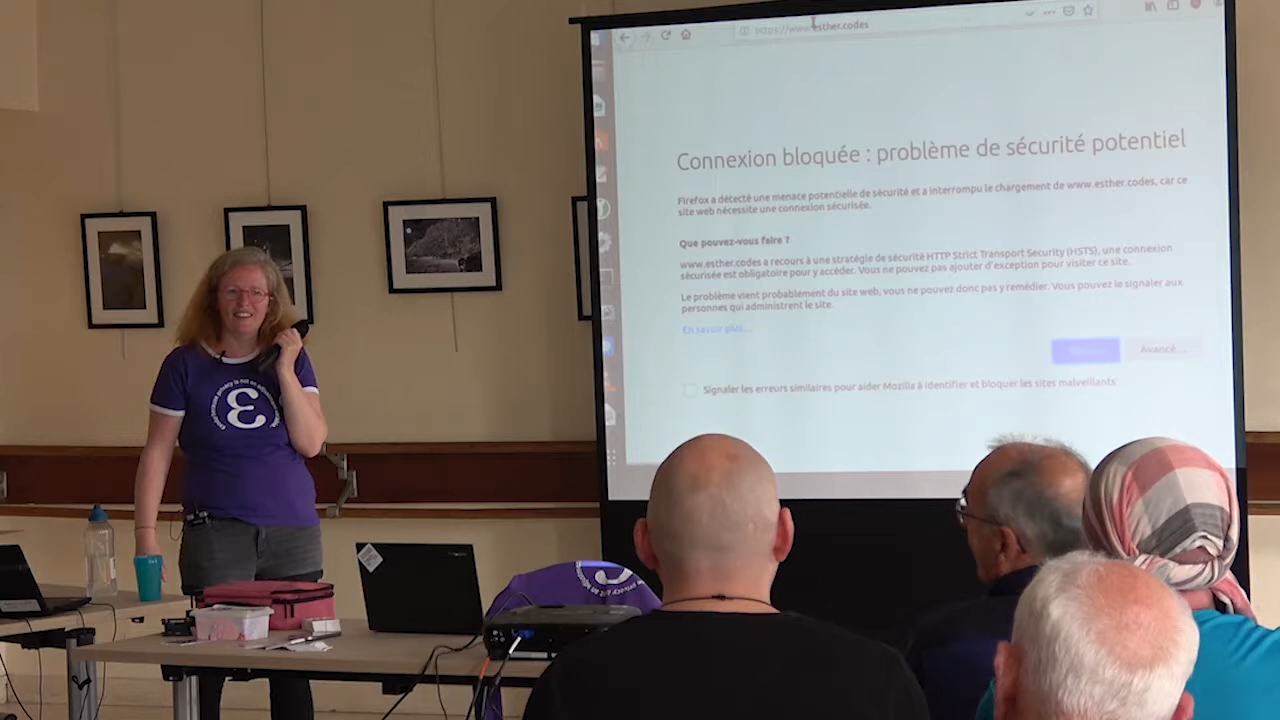 https://www.esther.codes
Connexion bloquée : problème de sécurité potentiel
Firefox a détecté une menace potentielle de sécurité et a interrompu le chargement de www.esther.codes, car ce
site web nécessite une connexion sécurisée.
Que pouvez-vous faire ?
www.esther.codes a recours à une stratégie de sécurité HTTP Strict Transport Security (HSTS), une connexion
sécurisée est obligatoire pour y accéder. Vous ne pouvez pas ajouter d'exception pour visiter ce site.
Le problème vient probablement du site web, vous ne pouvez donc pas y remédier. Vous pouvez le signaler aux
personnes qui administrent le site.
En savoir plus…
Avancé…
Signaler les erreurs similaires pour aider Mozilla à identifier et bloquer les sites malveillants
privacy is not an
ε